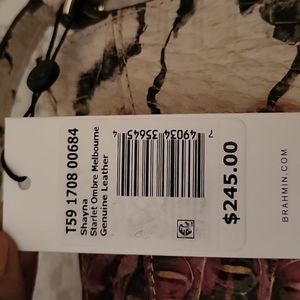 T59 1708 00684
Shayna
Starlet Ombre Melbourne
Genuine Leather
7 49034 35645 4
$245.00
BRAHMIN.COM